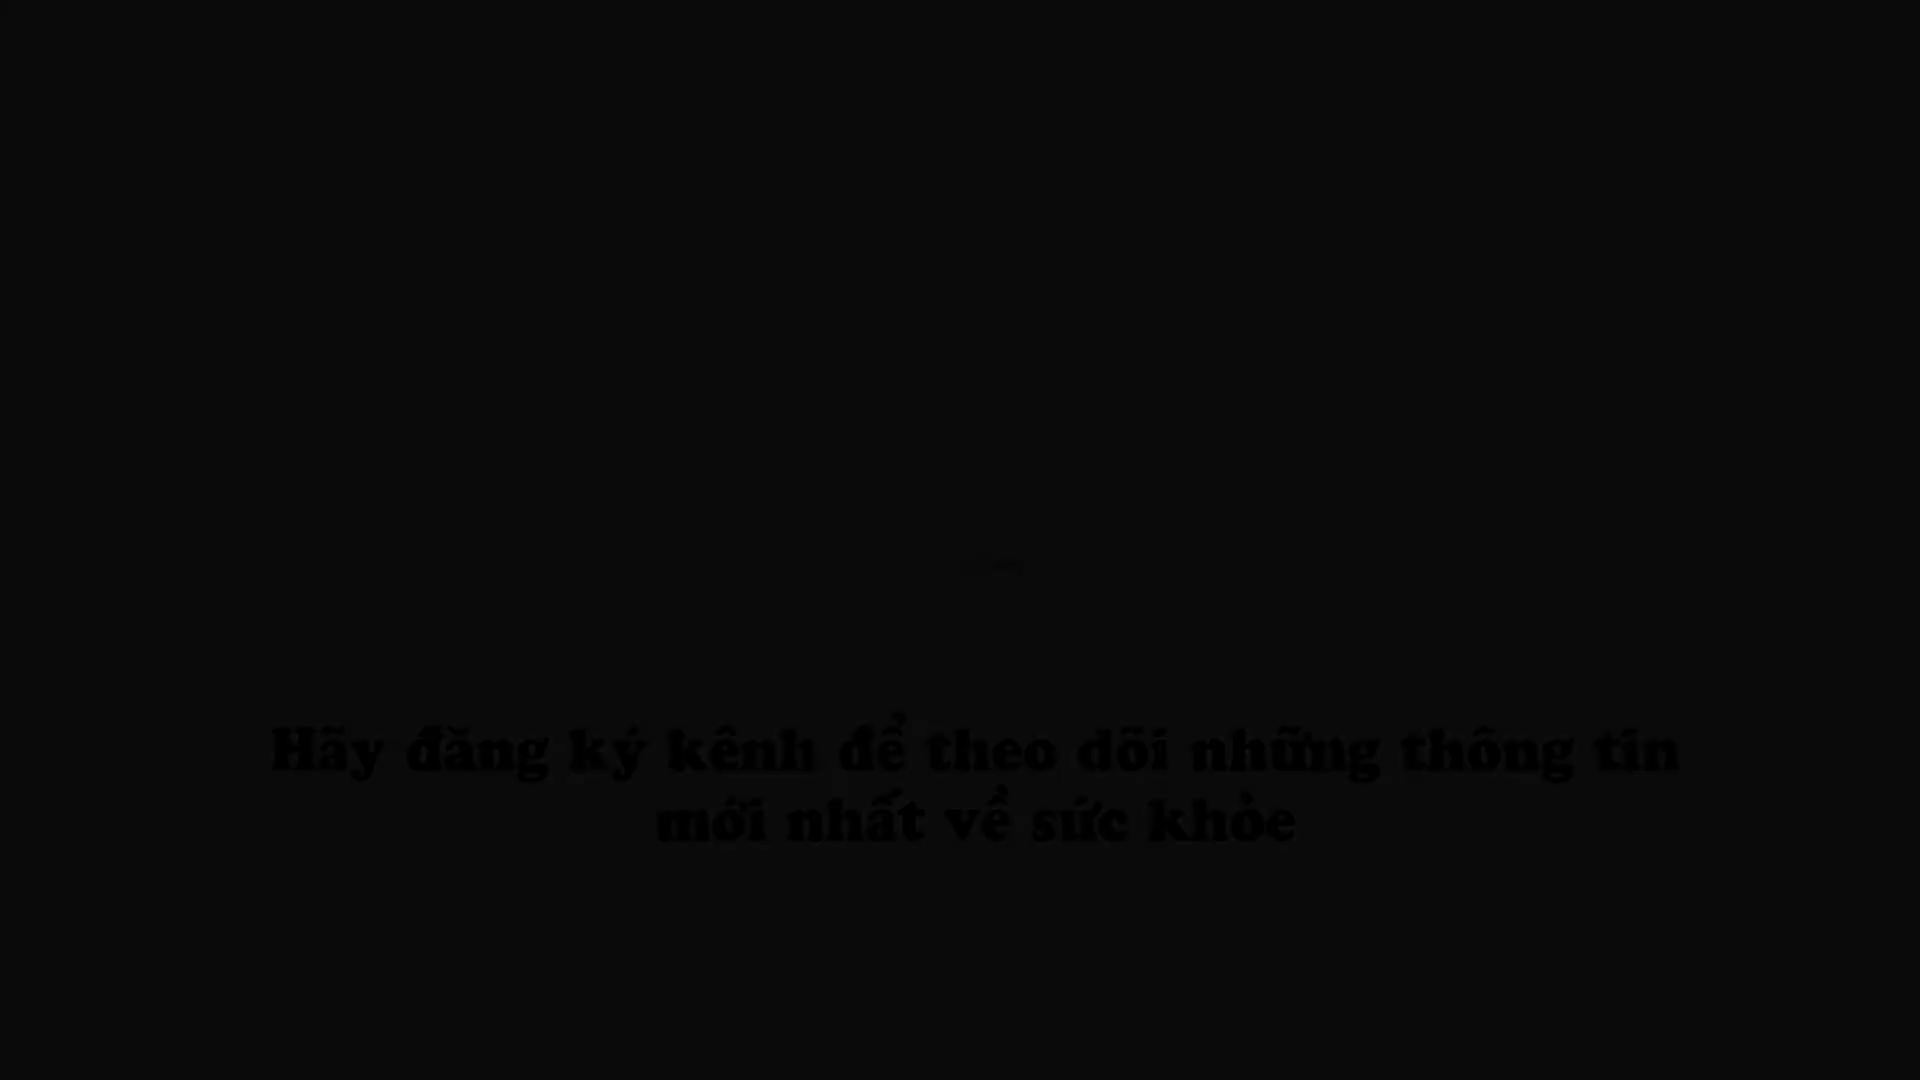 Hãy đăng ký kênh để theo dõi những thông tin
mới nhất về sức khỏe